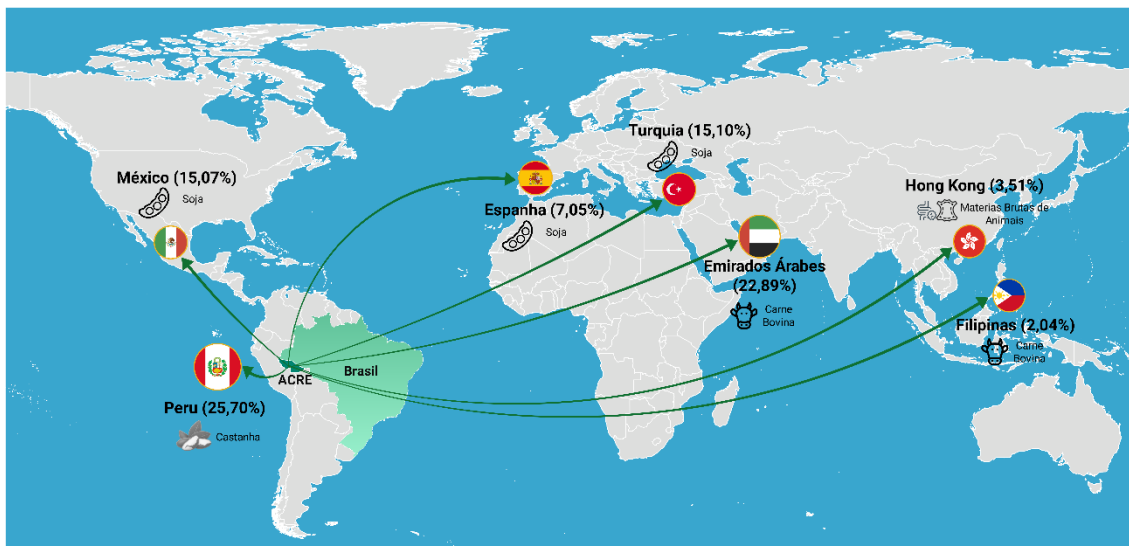 Turquia (15,10%)
Soja
México (15,07%)
Soja
Hong Kong (3,51%)
Materias Brutas de
Animais
Espanha (7,05%)
Soja
Emirados Árabes
(22,89%)
Carne
Bovina
Filipinas (2,04%)
Carne
Bovina
ACRE
Brasil
Peru (25,70%)
Castanha